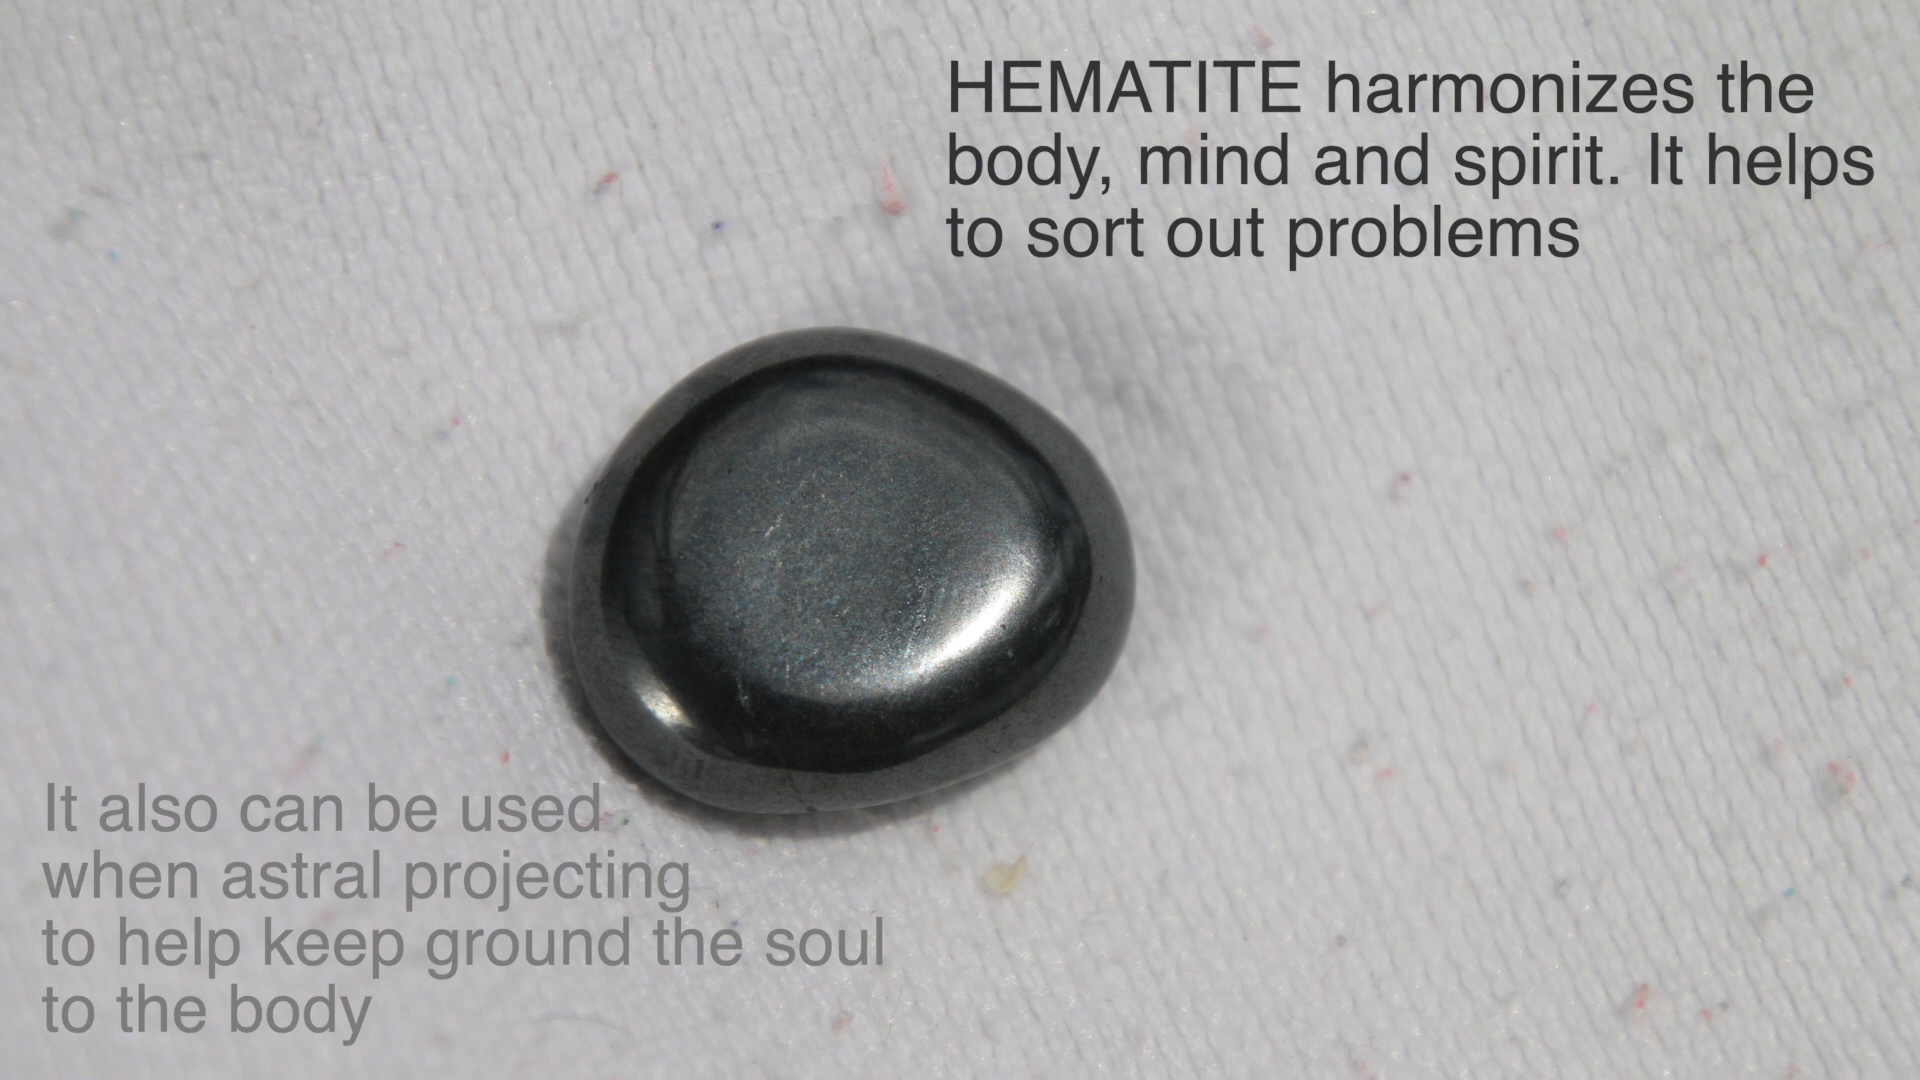 HEMATITE harmonizes the
body, mind and spirit. It helps
to sort out problems
It also can be used
when astral projecting
to help keep ground the soul
to the body